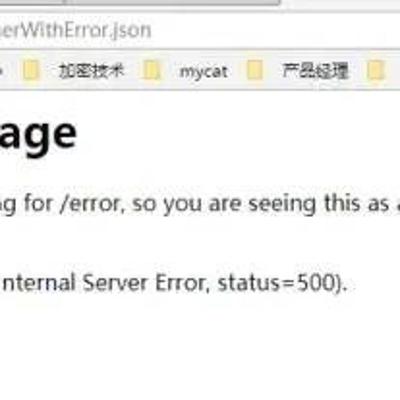 erWithError.json
加密技术 mycat 产品经理
age
g for /error, so you are seeing this as a
nternal Server Error, status=500).